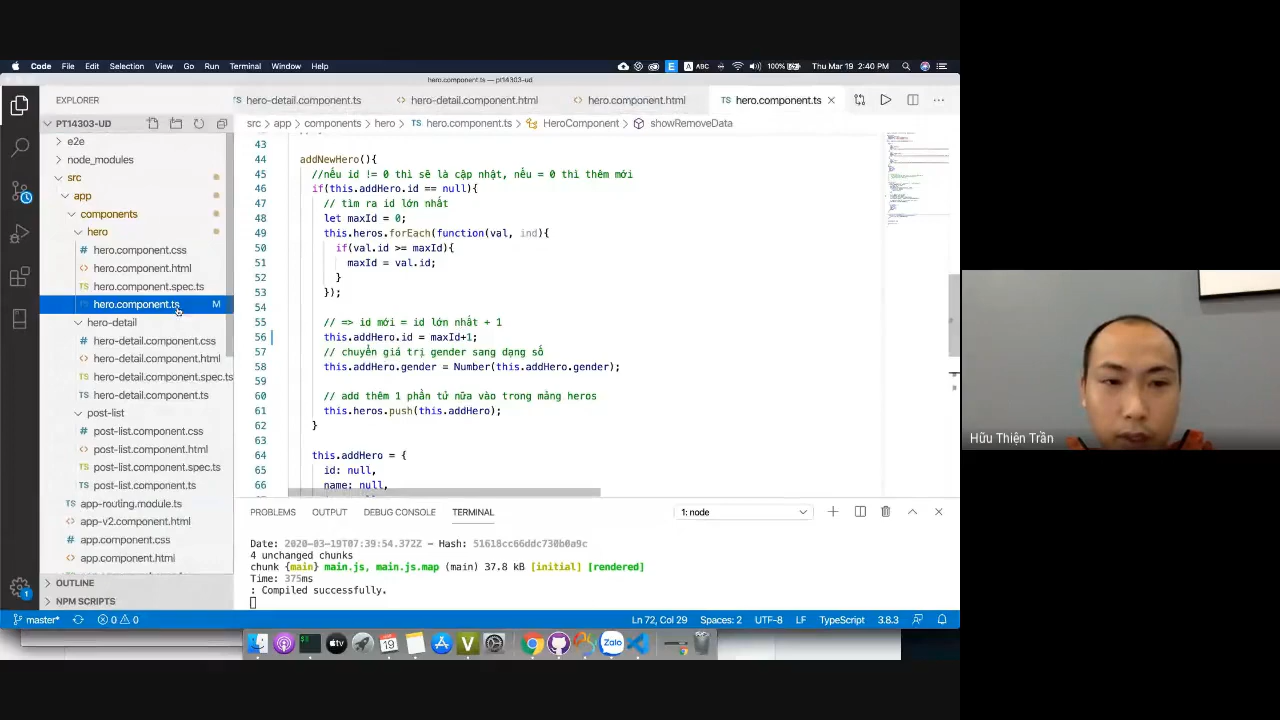 Code File Edit Selection View Go Run Terminal Window Help
ABC 100% Thu Mar 19 2:40 PM
hero.component.ts — pt14303-ud
EXPLORER
hero-detail.component.ts hero-detail.component.html hero.component.html TS hero.component.ts
PT14303-UD
src > app > components > hero > TS hero.component.ts > HeroComponent > showRemoveData
e2e
node_modules
src
app
components
hero
hero.component.css
hero.component.html
hero.component.spec.ts
hero.component.ts M
hero-detail
hero-detail.component.css
hero-detail.component.html
hero-detail.component.spec.ts
hero-detail.component.ts
post-list
post-list.component.css
post-list.component.html
post-list.component.spec.ts
post-list.component.ts
app-routing.module.ts
app-v2.component.html
app.component.css
app.component.html
OUTLINE
NPM SCRIPTS
43
44 addNewHero(){
45 //nếu id != 0 thì sẽ là cập nhật, nếu = 0 thì thêm mới
46 if(this.addHero.id == null){
47 // tìm ra id lớn nhất
48 let maxId = 0;
49 this.heros.forEach(function(val, ind){
50 if(val.id >= maxId){
51 maxId = val.id;
52 }
53 });
54
55 // => id mới = id lớn nhất + 1
56 this.addHero.id = maxId+1;
57 // chuyển giá trị gender sang dạng số
58 this.addHero.gender = Number(this.addHero.gender);
59
60 // add thêm 1 phần tử nữa vào trong mảng heros
61 this.heros.push(this.addHero);
62 }
63
64 this.addHero = {
65 id: null,
66 name: null,
PROBLEMS OUTPUT DEBUG CONSOLE TERMINAL 1: node
Date: 2020-03-19T07:39:54.372Z - Hash: 51618cc66ddc730b0a9c
4 unchanged chunks
chunk {main} main.js, main.js.map (main) 37.8 kB [initial] [rendered]
Time: 375ms
: Compiled successfully.
master* 0 0 Ln 72, Col 29 Spaces: 2 UTF-8 LF TypeScript 3.8.3
19 Zalo
Hữu Thiện Trần